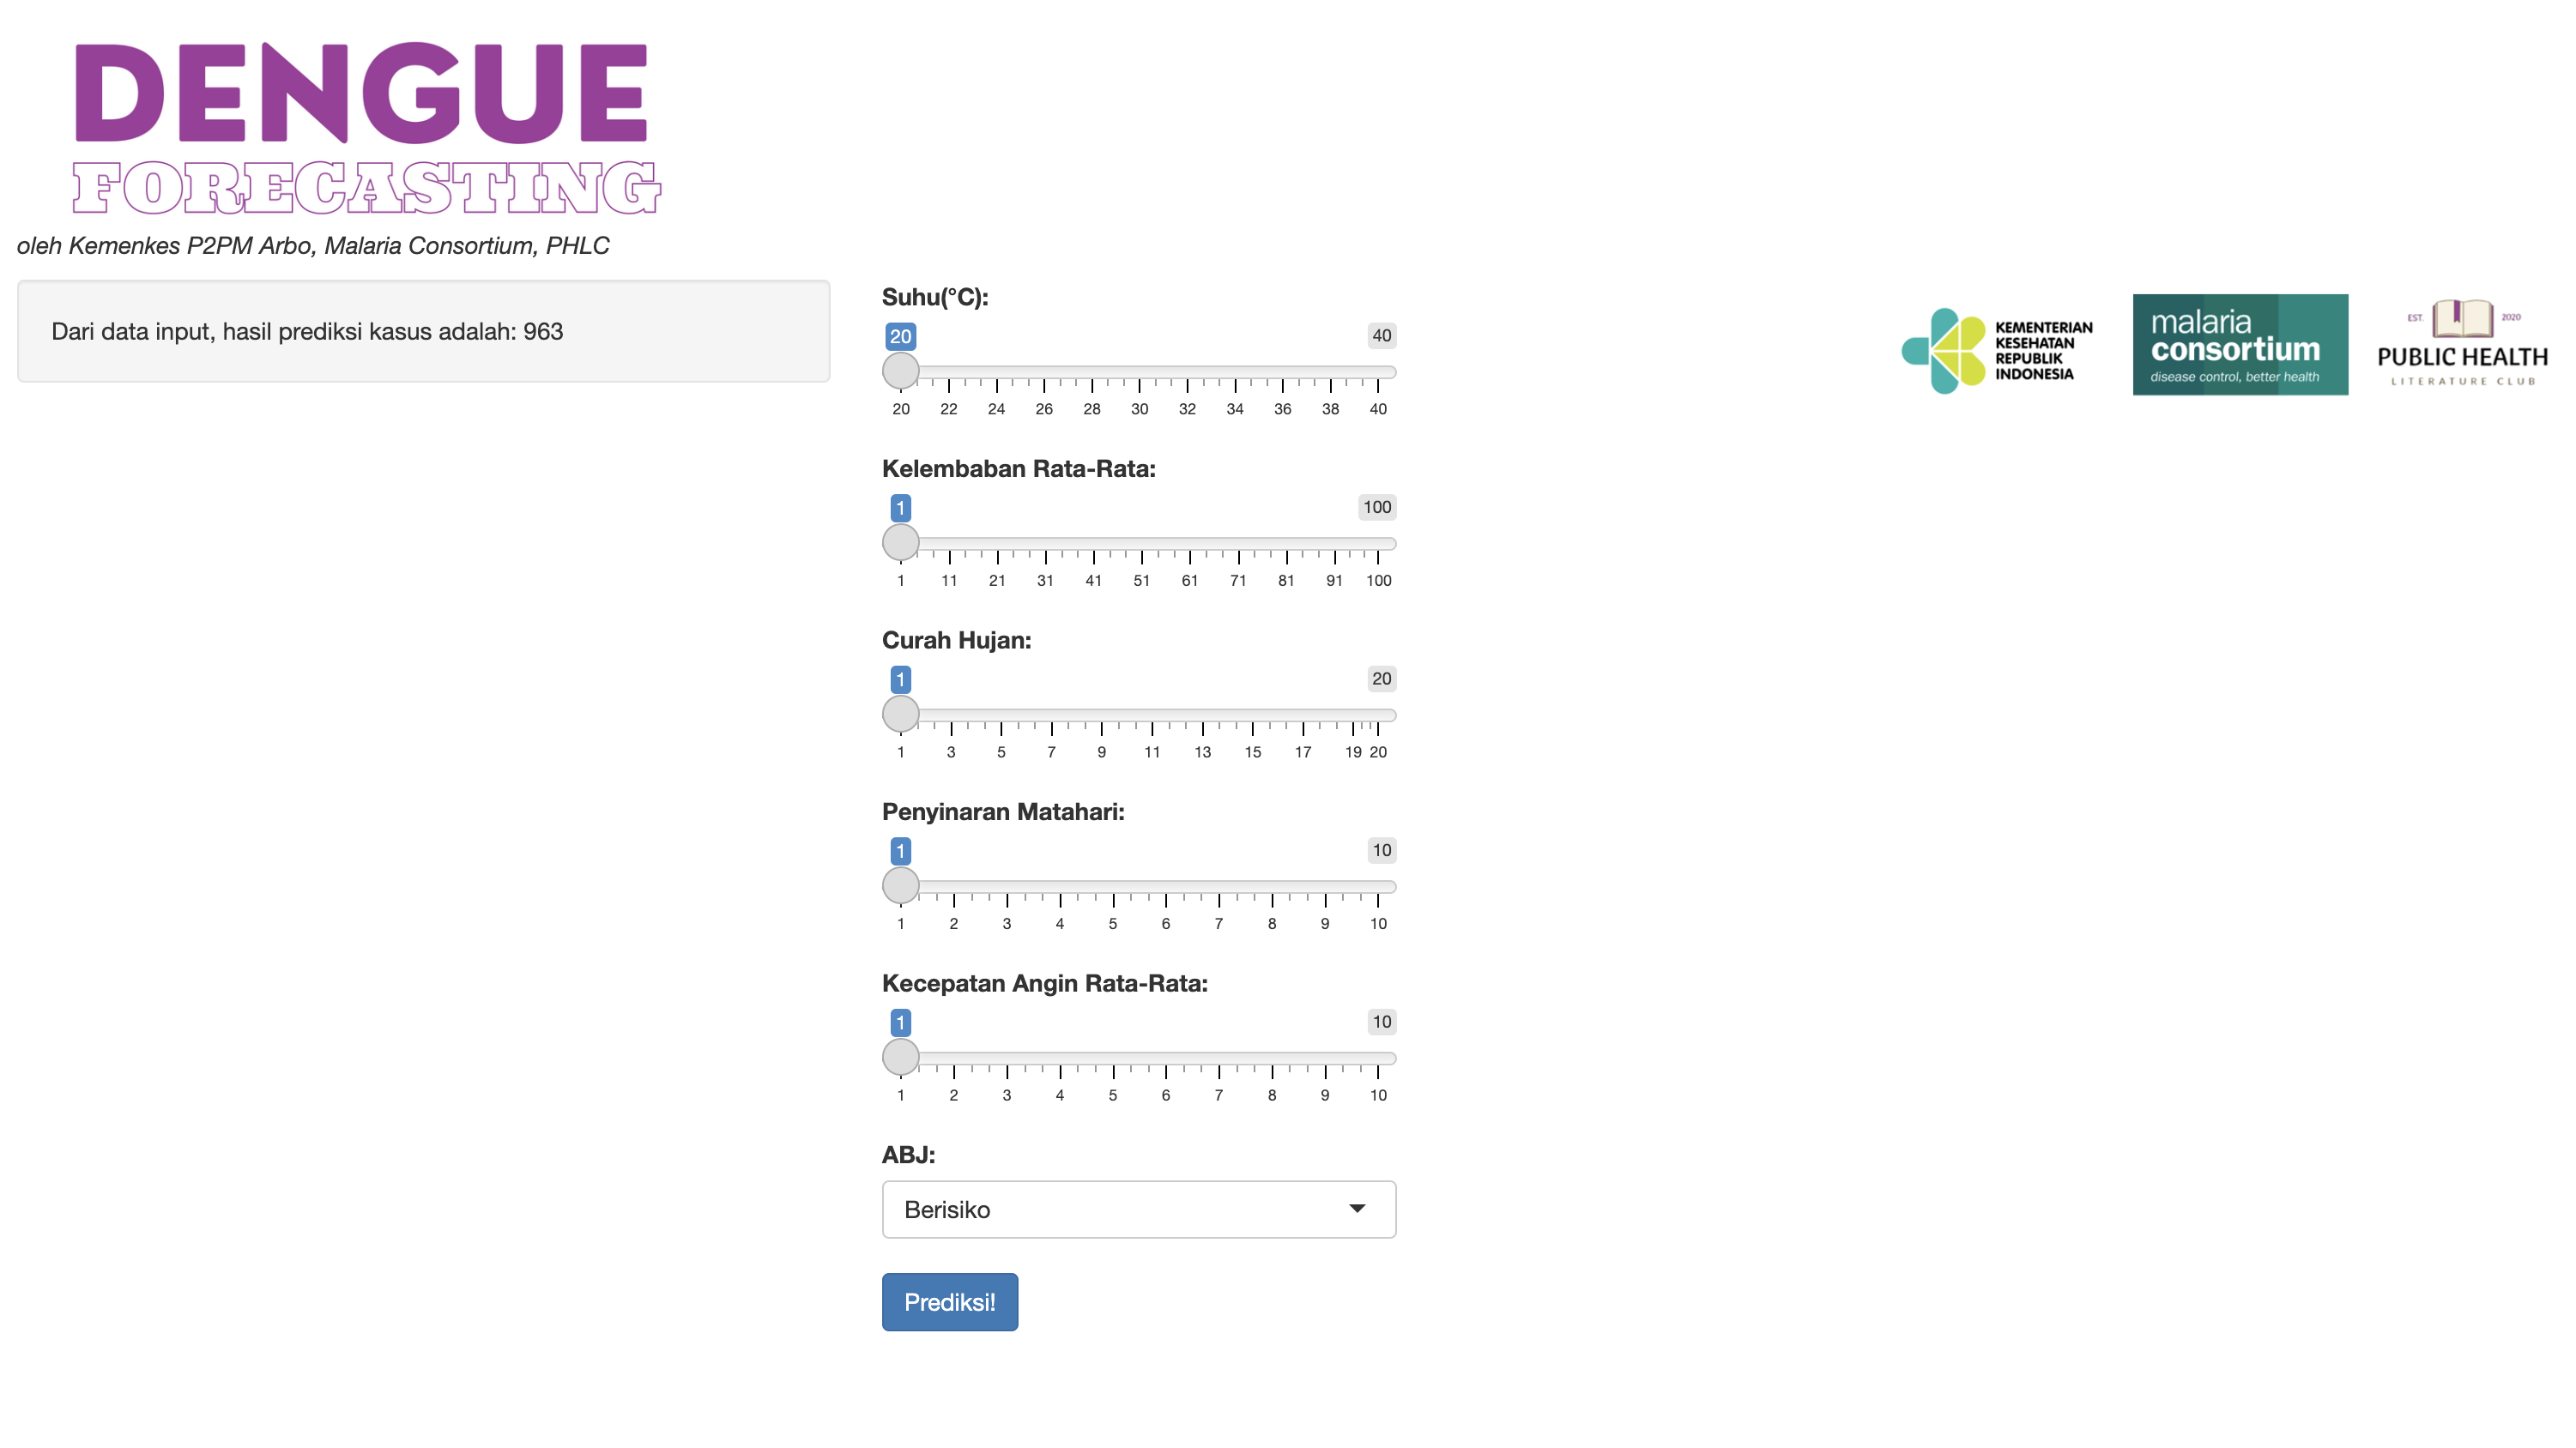 DENGUE
FORECASTING
oleh Kemenkes P2PM Arbo, Malaria Consortium, PHLC
Dari data input, hasil prediksi kasus adalah: 963
Suhu(°C):
20 40
20 22 24 26 28 30 32 34 36 38 40
Kelembaban Rata-Rata:
1 100
1 11 21 31 41 51 61 71 81 91 100
Curah Hujan:
1 20
1 3 5 7 9 11 13 15 17 19 20
Penyinaran Matahari:
1 10
1 2 3 4 5 6 7 8 9 10
Kecepatan Angin Rata-Rata:
1 10
1 2 3 4 5 6 7 8 9 10
ABJ:
Berisiko
Prediksi!
KEMENTERIAN
KESEHATAN
REPUBLIK
INDONESIA
malaria
consortium
disease control, better health
EST. 2020
PUBLIC HEALTH
LITERATURE CLUB